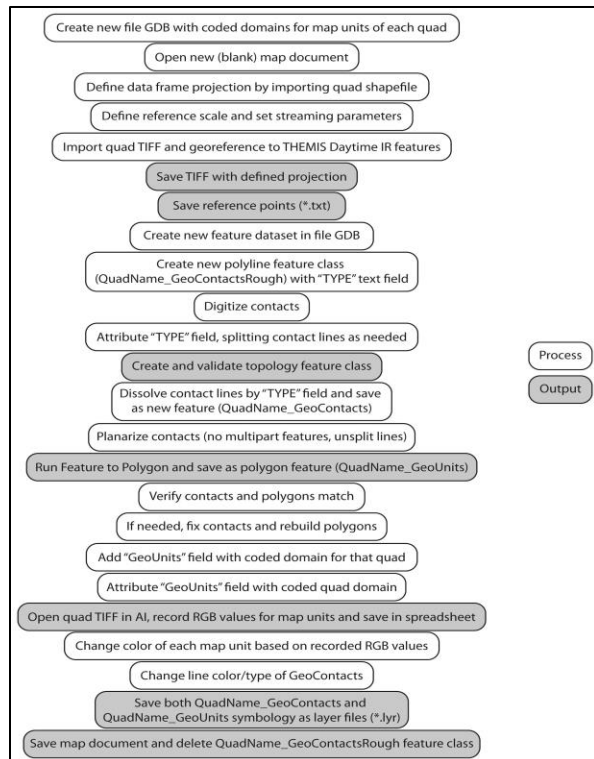 Create new file GDB with coded domains for map units of each quad
Open new (blank) map document
Define data frame projection by importing quad shapefile
Define reference scale and set streaming parameters
Import quad TIFF and georeference to THEMIS Daytime IR features
Save TIFF with defined projection
Save reference points (*.txt)
Create new feature dataset in file GDB
Create new polyline feature class
(QuadName_GeoContactsRough) with “TYPE” text field
Digitize contacts
Attribute “TYPE” field, splitting contact lines as needed
Create and validate topology feature class
Dissolve contact lines by “TYPE” field and save
as new feature (QuadName_GeoContacts)
Planarize contacts (no multipart features, unsplit lines)
Run Feature to Polygon and save as polygon feature (QuadName_GeoUnits)
Verify contacts and polygons match
If needed, fix contacts and rebuild polygons
Add “GeoUnits” field with coded domain for that quad
Attribute “GeoUnits” field with coded quad domain
Open quad TIFF in AI, record RGB values for map units and save in spreadsheet
Change color of each map unit based on recorded RGB values
Change line color/type of GeoContacts
Save both QuadName_GeoContacts and
QuadName_GeoUnits symbology as layer files (*.lyr)
Save map document and delete QuadName_GeoContactsRough feature class
Process
Output